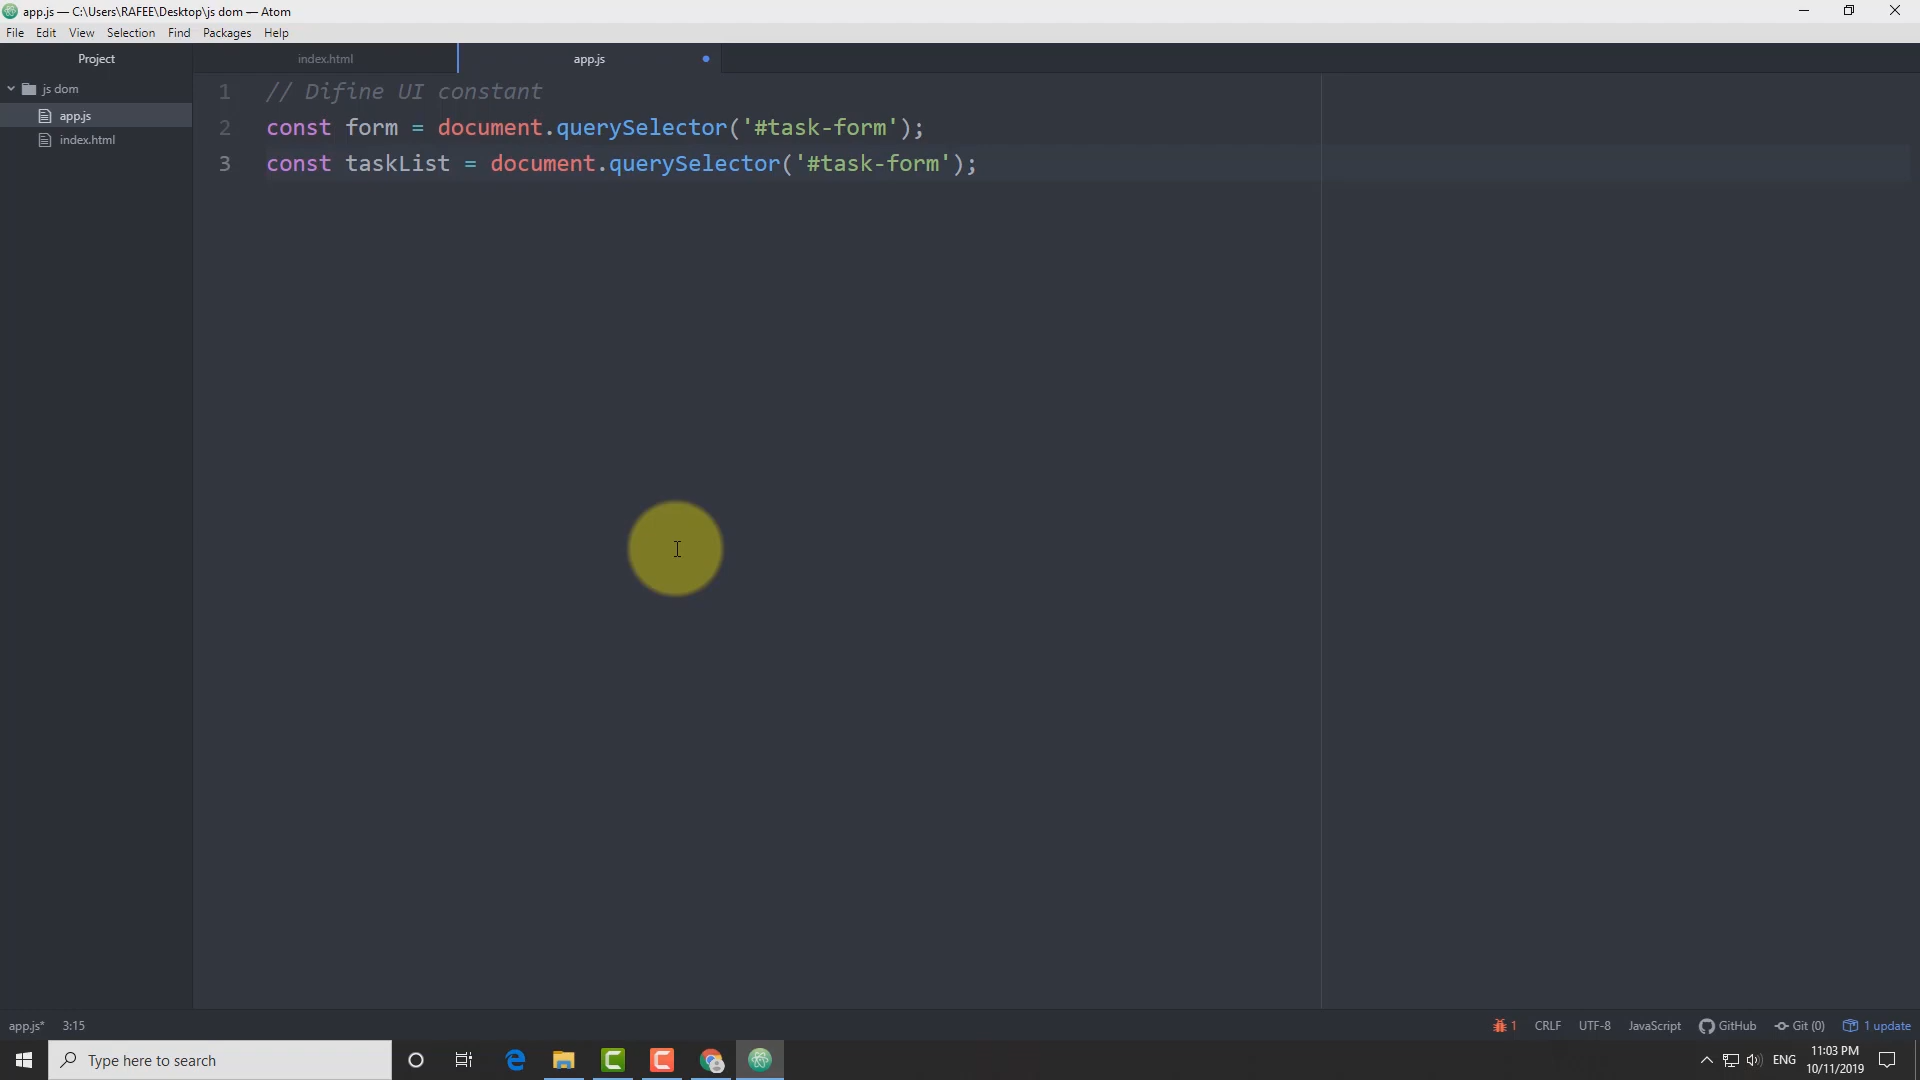 app.js — C:\Users\RAFEE\Desktop\js dom — Atom
File Edit View Selection Find Packages Help
Project
index.html
app.js
js dom
app.js
index.html
1 // Difine UI constant
2 const form = document.querySelector('#task-form');
3 const taskList = document.querySelector('#task-form');
app.js* 3:15
1 CRLF UTF-8 JavaScript GitHub Git (0) 1 update
Type here to search
ENG
11:03 PM
10/11/2019